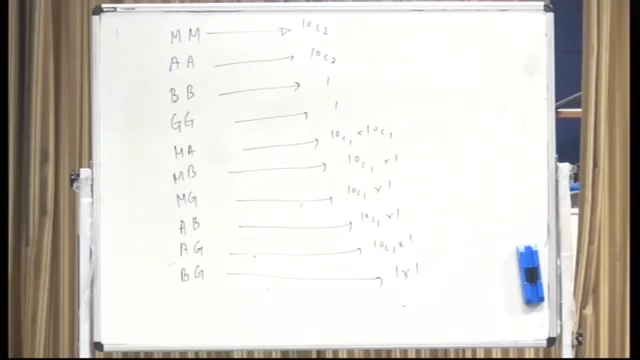 MM → 10C2
AA → 10C2
BB → 1
GG → 1
MA → 10C1 × 10C1
MB → 10C1 × 1
MG → 10C1 × 1
AB → 10C1 × 1
AG → 10C1 × 1
BG → 1 × 1